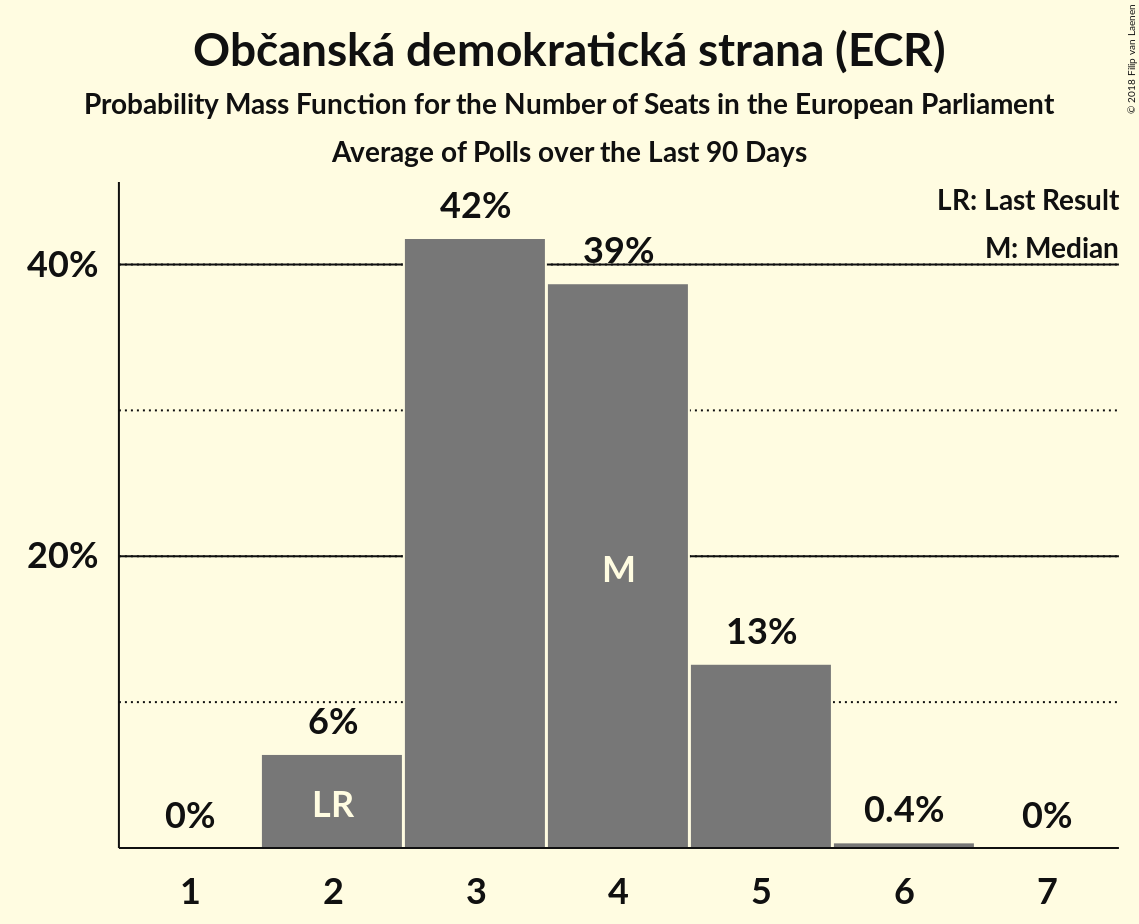 Občanská demokratická strana (ECR)
Probability Mass Function for the Number of Seats in the European Parliament
Average of Polls over the Last 90 Days
© 2018 Filip van Laenen
LR: Last Result
M: Median
42%
39%
40%
20%
M
13%
6%
LR
0%
0.4%
0%
1 2 3 4 5 6 7